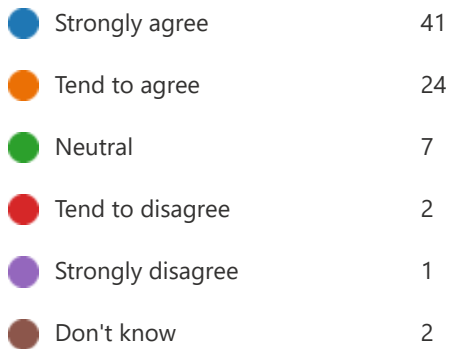 Strongly agree 41
Tend to agree 24
Neutral 7
Tend to disagree 2
Strongly disagree 1
Don't know 2